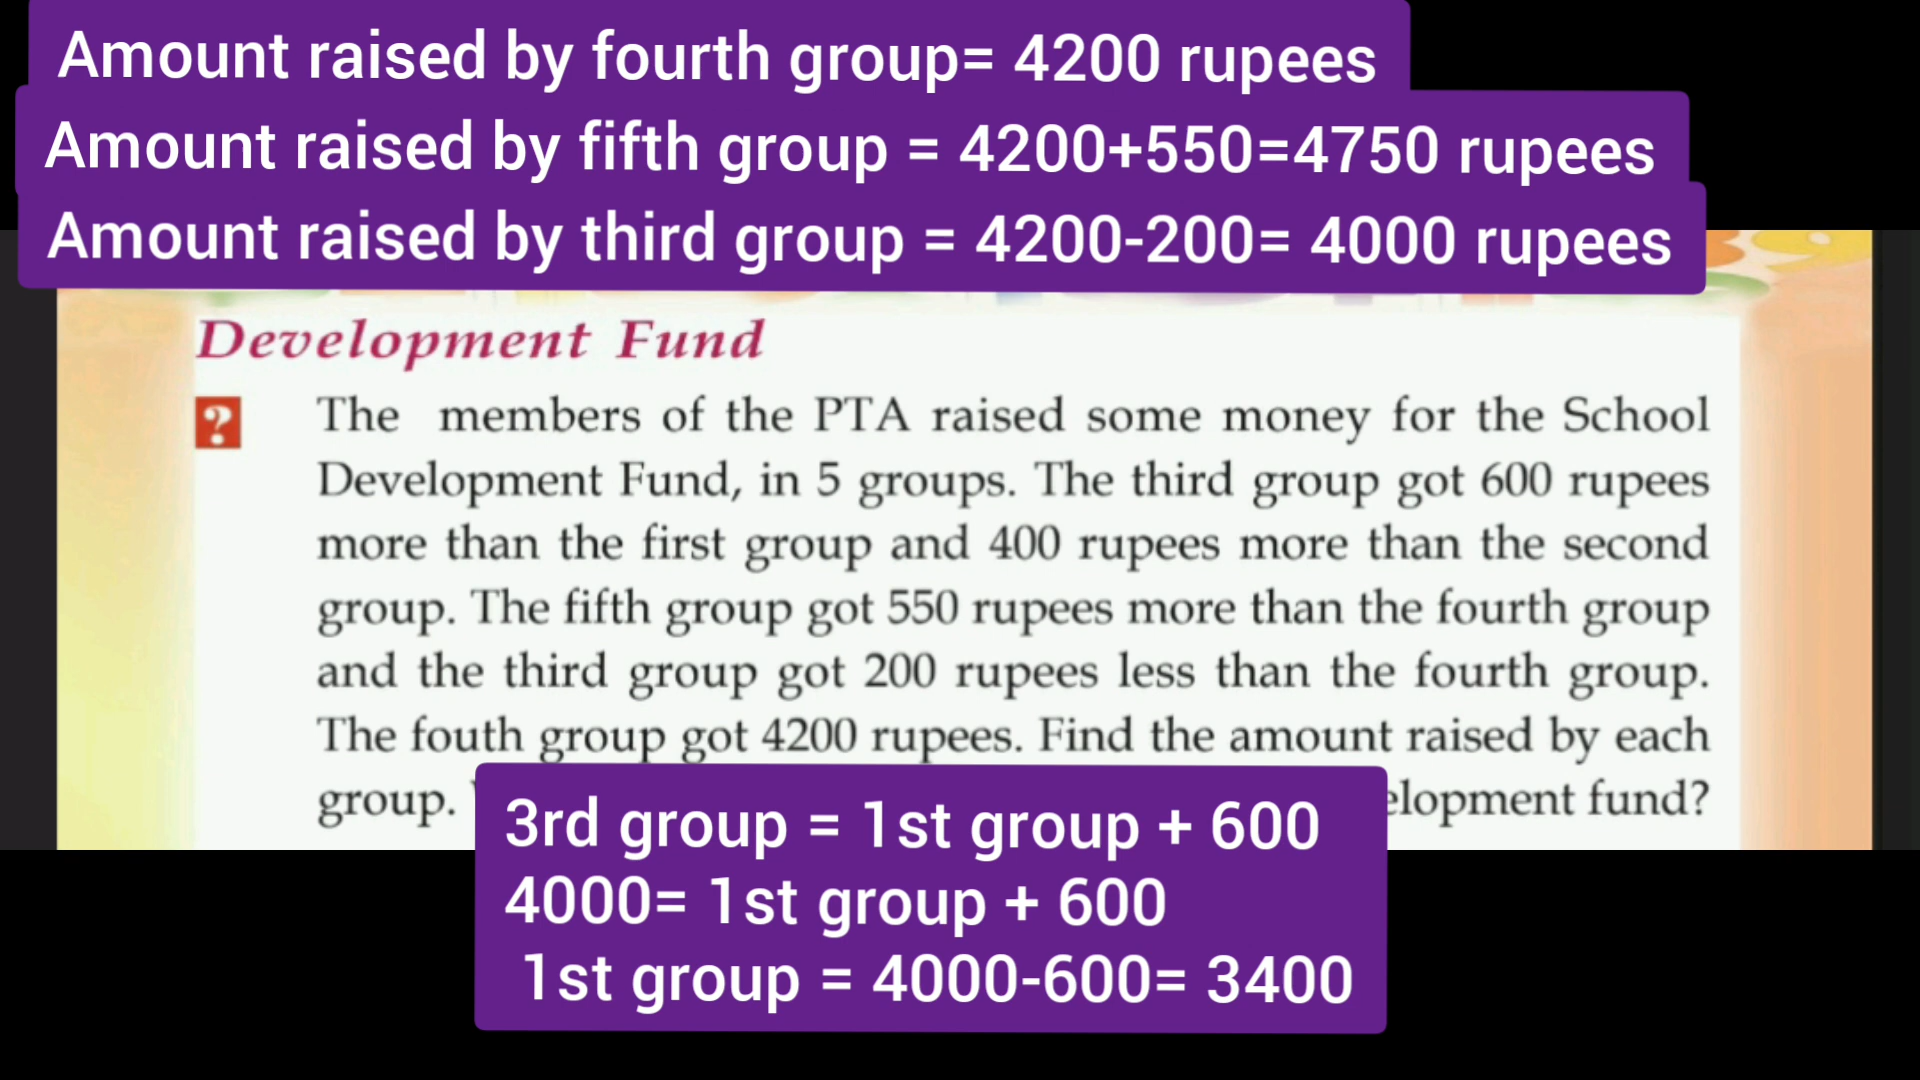 Amount raised by fourth group= 4200 rupees
Amount raised by fifth group = 4200+550=4750 rupees
Amount raised by third group = 4200-200= 4000 rupees
Development Fund
?
The members of the PTA raised some money for the School
Development Fund, in 5 groups. The third group got 600 rupees
more than the first group and 400 rupees more than the second
group. The fifth group got 550 rupees more than the fourth group
and the third group got 200 rupees less than the fourth group.
The fouth group got 4200 rupees. Find the amount raised by each
group. elopment fund?
3rd group = 1st group + 600
4000= 1st group + 600
1st group = 4000-600= 3400